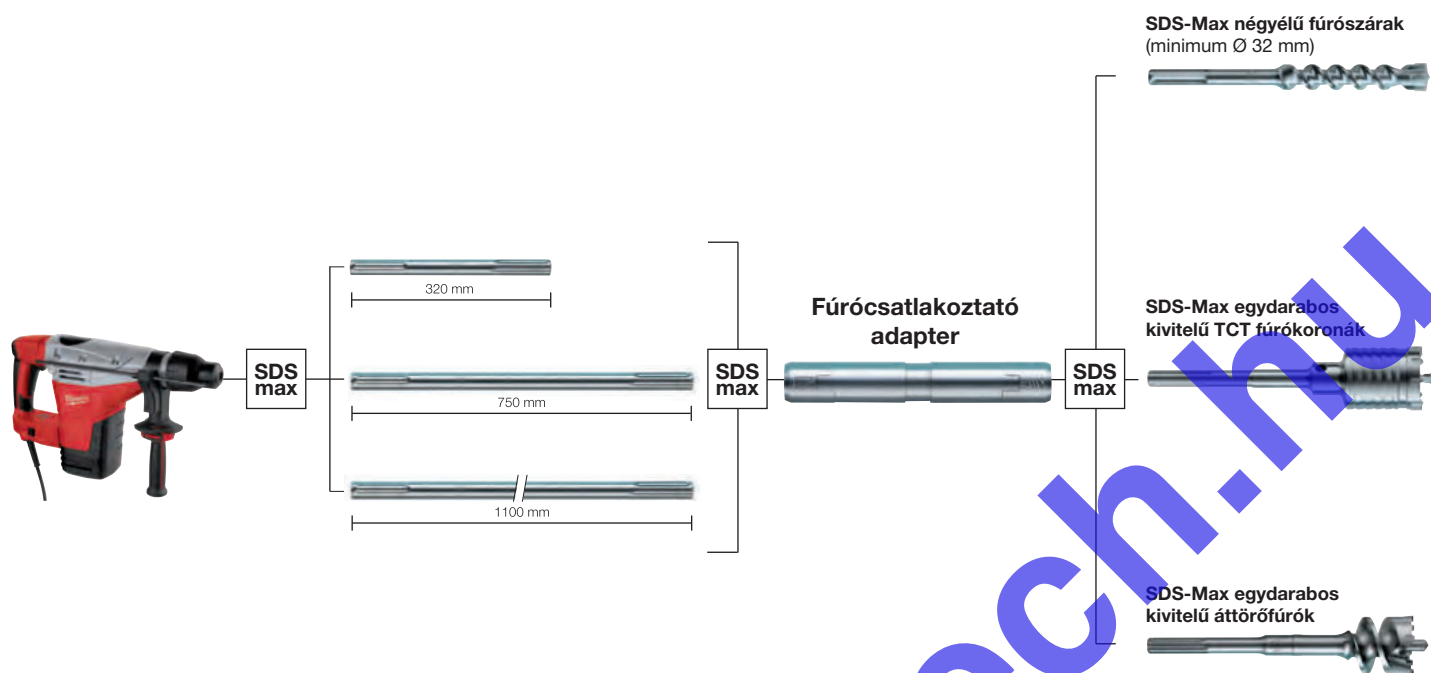 SDS-Max négyélű fúrószárak
(minimum Ø 32 mm)
320 mm
SDS
max
750 mm
1100 mm
SDS
max
Fúrócsatlakoztató
adapter
SDS
max
SDS-Max egydarabos
kivitelű TCT fúrókoronák
SDS-Max egydarabos
kivitelű áttörőfúrók
ech.hu